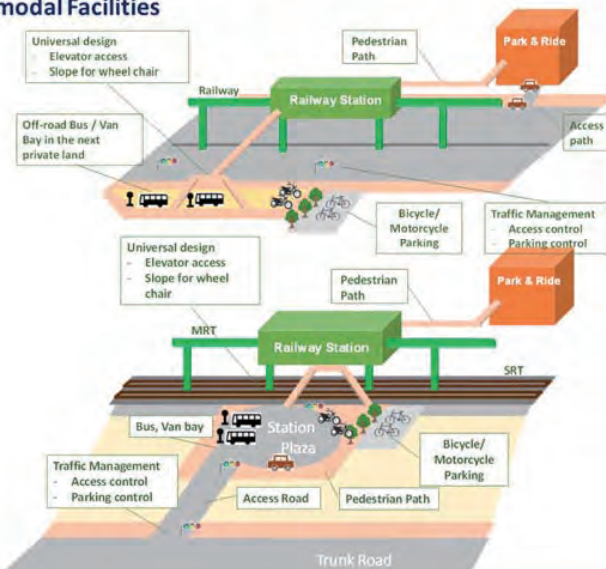 modal Facilities
Universal design
- Elevator access
- Slope for wheel chair
Pedestrian
Path
Park & Ride
Railway
Railway Station
Off-road Bus / Van
Bay in the next
private land
Access
path
Bicycle/
Motorcycle
Parking
Traffic Management
- Access control
- Parking control
Universal design
- Elevator access
- Slope for wheel
chair
Pedestrian
Path
Park & Ride
MRT
Railway Station
SRT
Bus, Van bay
Station
Plaza
Bicycle/
Motorcycle
Parking
Traffic Management
- Access control
- Parking control
Access Road
Pedestrian Path
Trunk Road